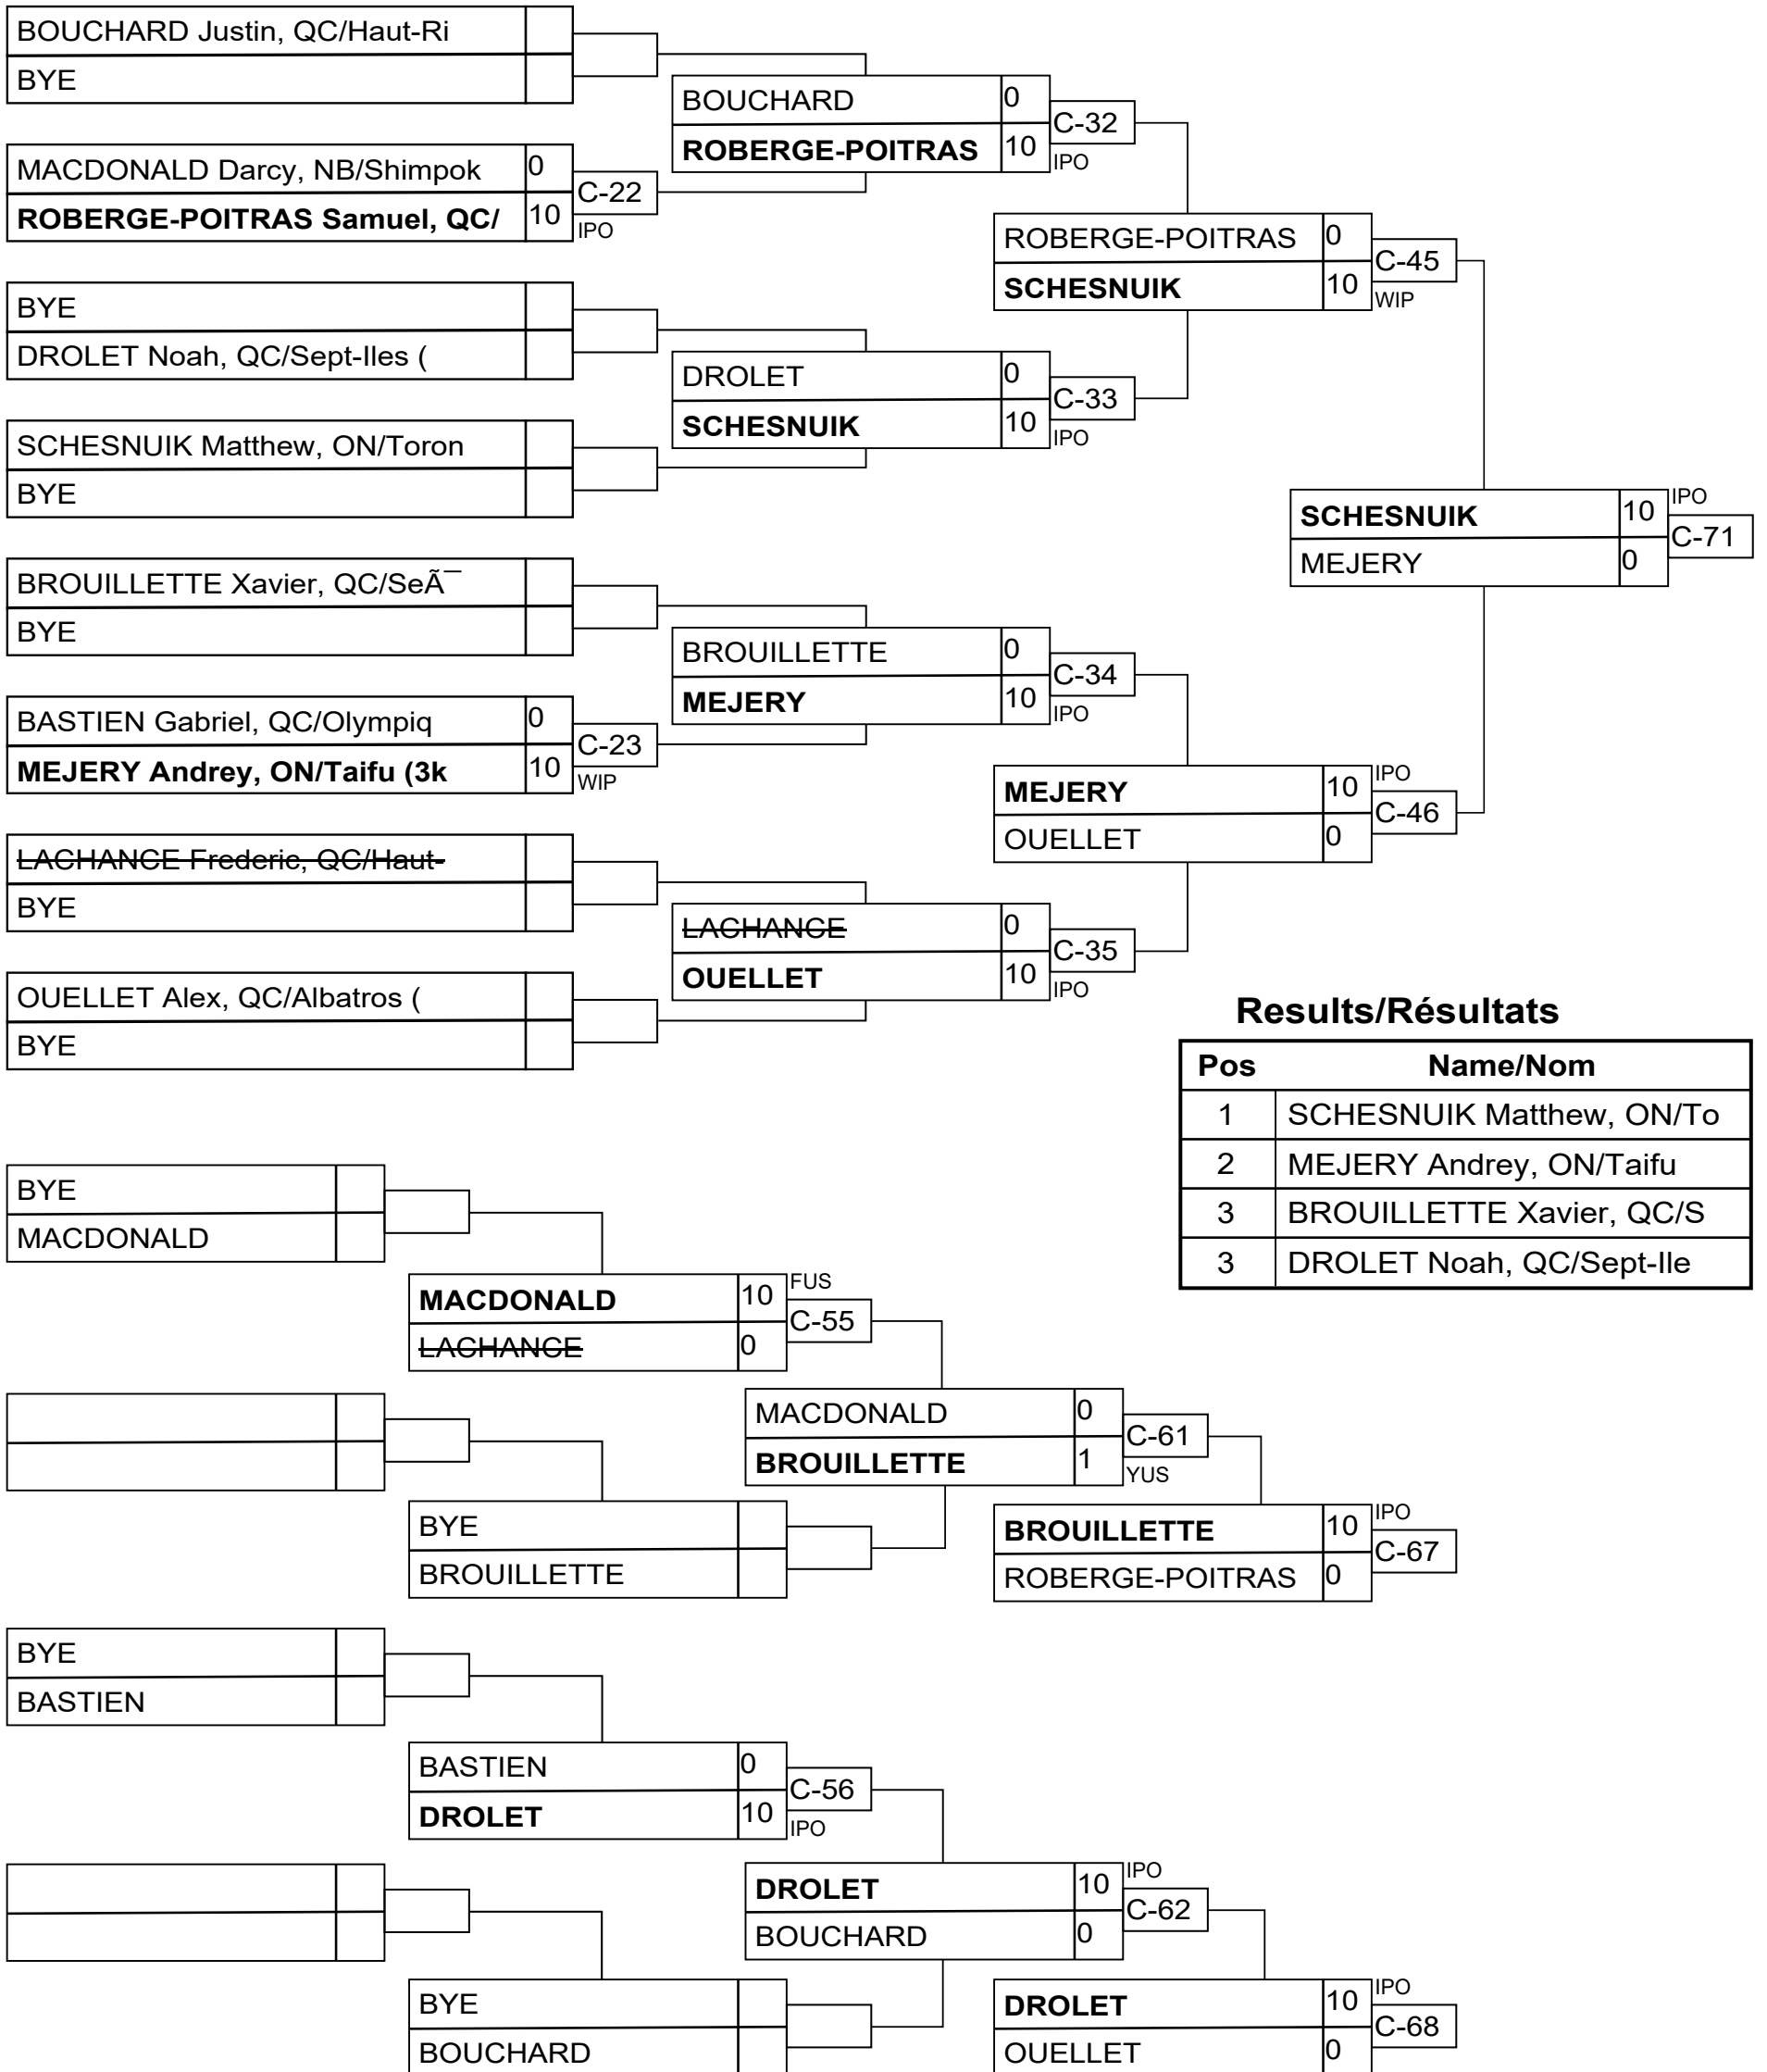 BOUCHARD Justin, QC/Haut-Ri
BYE
BOUCHARD 0
C-32
ROBERGE-POITRAS 10
IPO
MACDONALD Darcy, NB/Shimpok 0
C-22
ROBERGE-POITRAS Samuel, QC/ 10
IPO
ROBERGE-POITRAS 0
C-45
SCHESNUIK 10
WIP
BYE
DROLET Noah, QC/Sept-Iles (
DROLET 0
C-33
SCHESNUIK 10
IPO
SCHESNUIK Matthew, ON/Toron
BYE
SCHESNUIK 10
IPO
C-71
MEJERY 0
BROUILLETTE Xavier, QC/SeÃ¯
BYE
BROUILLETTE 0
C-34
MEJERY 10
IPO
BASTIEN Gabriel, QC/Olympiq 0
C-23
MEJERY Andrey, ON/Taifu (3k 10
WIP
MEJERY 10
IPO
C-46
OUELLET 0
LACHANCE Frederic, QC/Haut-
BYE
LACHANCE 0
C-35
OUELLET 10
IPO
OUELLET Alex, QC/Albatros (
BYE
Results/Résultats
Pos Name/Nom
1 SCHESNUIK Matthew, ON/To
2 MEJERY Andrey, ON/Taifu
3 BROUILLETTE Xavier, QC/S
3 DROLET Noah, QC/Sept-Ile
BYE
MACDONALD
MACDONALD 10
FUS
C-55
LACHANCE 0
MACDONALD 0
C-61
BROUILLETTE 1
YUS
BYE
BROUILLETTE
BROUILLETTE 10
IPO
C-67
ROBERGE-POITRAS 0
BYE
BASTIEN
BASTIEN 0
C-56
DROLET 10
IPO
DROLET 10
IPO
C-62
BOUCHARD 0
BYE
BOUCHARD
DROLET 10
IPO
C-68
OUELLET 0